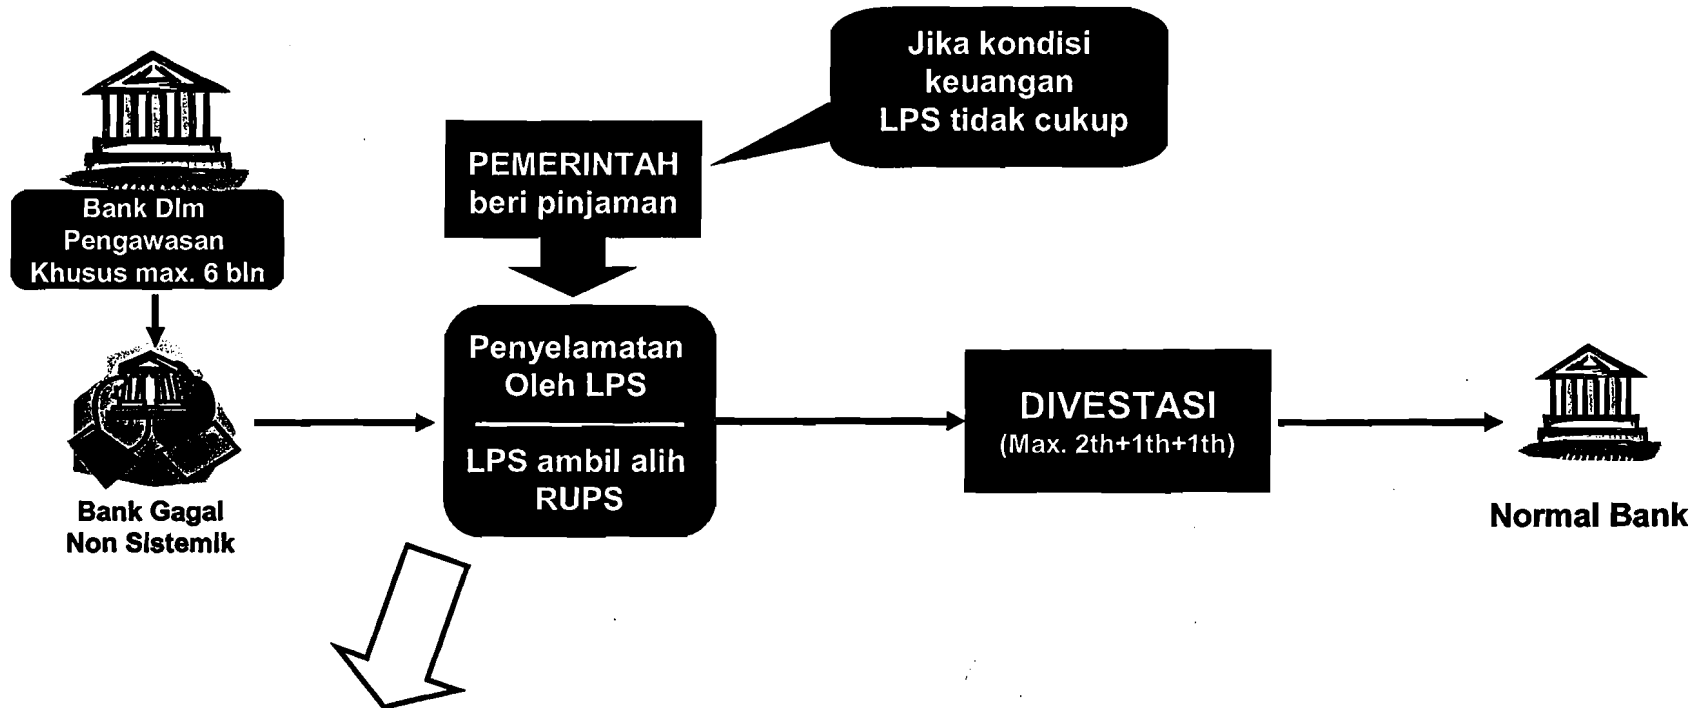 Jika kondisi
keuangan
LPS tidak cukup
PEMERINTAH
beri pinjaman
Bank Dlm
Pengawasan
Khusus max. 6 bln
Penyelamatan
Oleh LPS
LPS ambil alih
RUPS
DIVESTASI
(Max. 2th+1th+1th)
Bank Gagal
Non Sistemik
Normal Bank